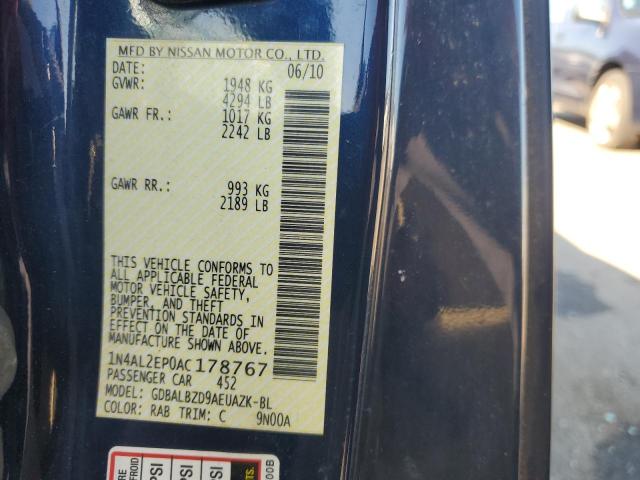 MFD BY NISSAN MOTOR CO., LTD.
DATE: 06/10
GVWR: 1948 KG
4294 LB
GAWR FR.: 1017 KG
2242 LB
GAWR RR.: 993 KG
2189 LB
THIS VEHICLE CONFORMS TO
ALL APPLICABLE FEDERAL
MOTOR VEHICLE SAFETY,
BUMPER, AND THEFT
PREVENTION STANDARDS IN
EFFECT ON THE DATE OF
MANUFACTURE SHOWN ABOVE.
1N4AL2EP0AC178767
PASSENGER CAR 452
MODEL: GDBALBZD9AEUAZK-BL
COLOR: RAB TRIM: C 9N00A
PSI
PSI